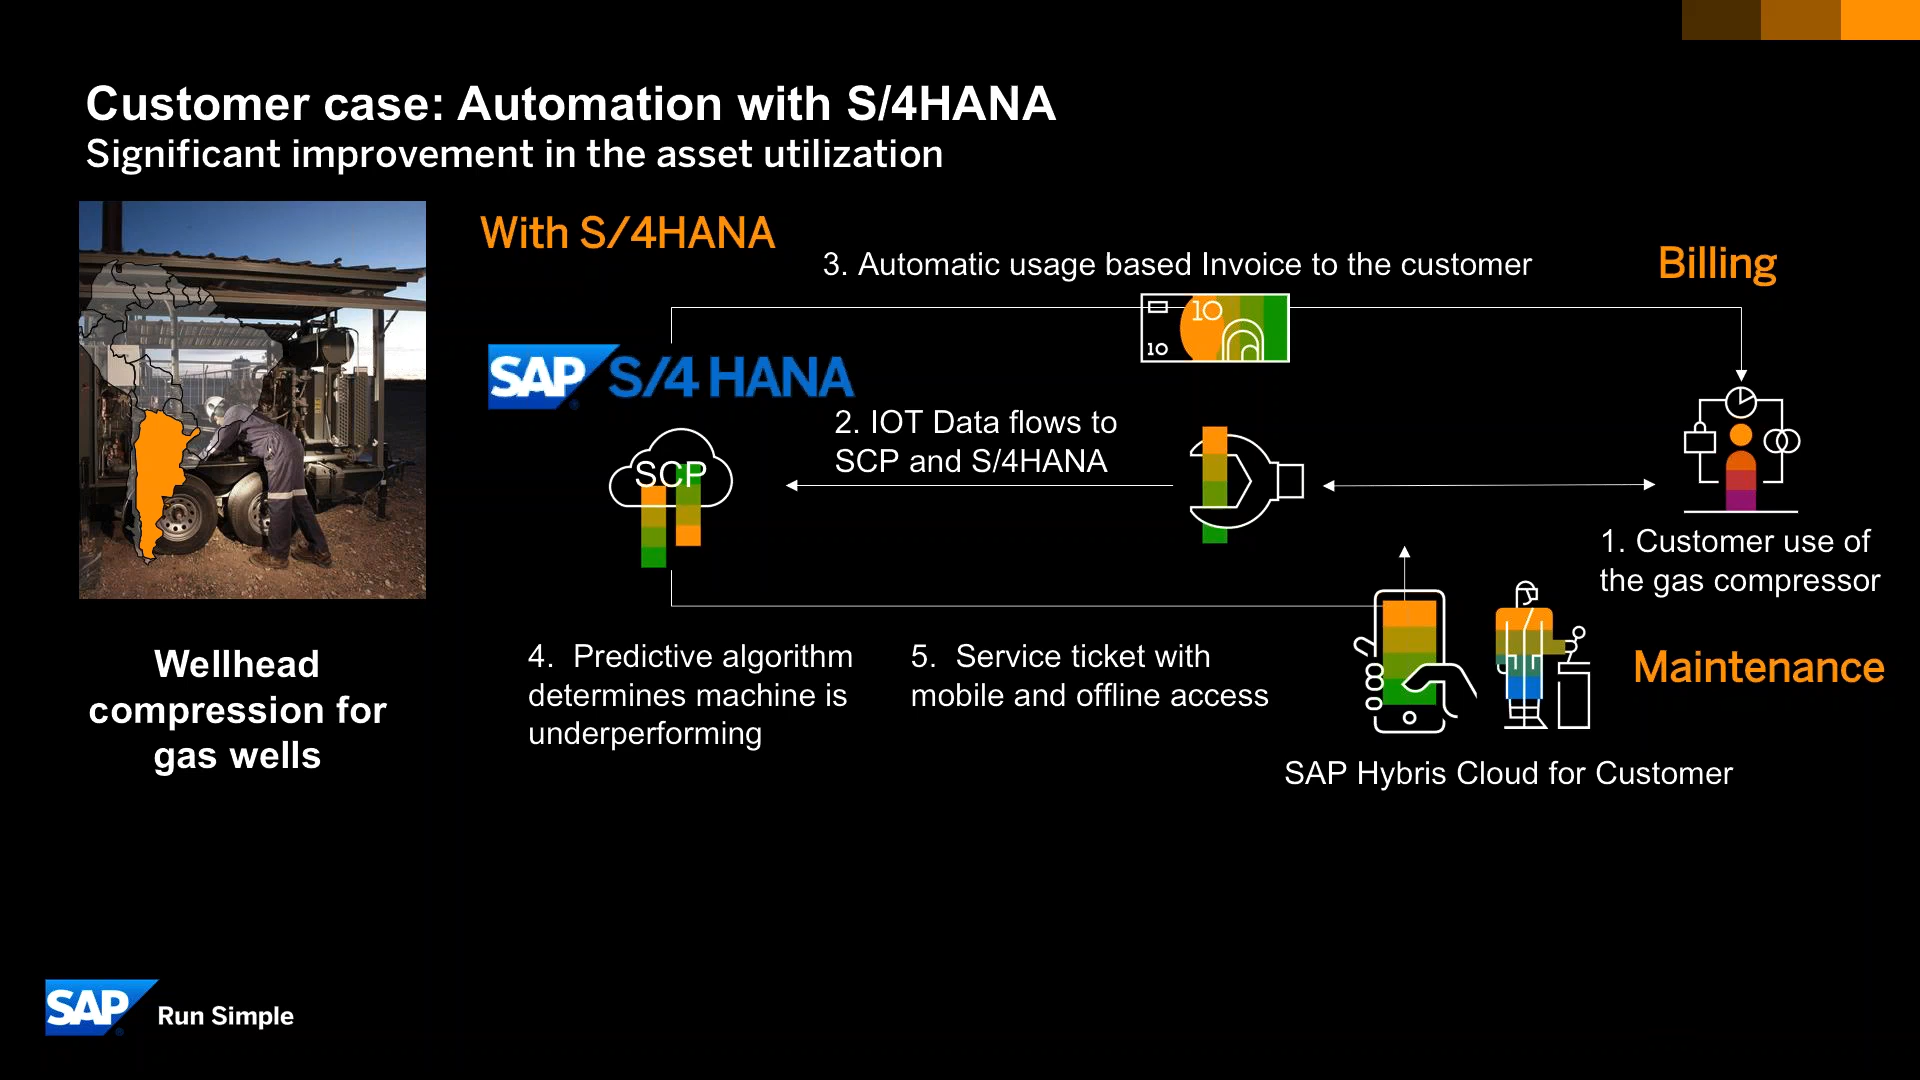 Customer case: Automation with S/4HANA
Significant improvement in the asset utilization
With S/4HANA
3. Automatic usage based Invoice to the customer
Billing
10
10
SAP S/4 HANA
2. IOT Data flows to
SCP and S/4HANA
SCP
1. Customer use of
the gas compressor
Wellhead
compression for
gas wells
4. Predictive algorithm
determines machine is
underperforming
5. Service ticket with
mobile and offline access
Maintenance
SAP Hybris Cloud for Customer
SAP Run Simple